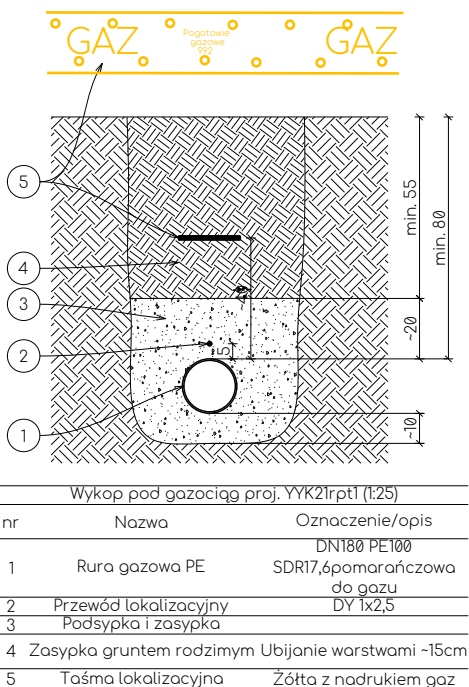 GAZ
Pogotowie
gazowe
992
GAZ
5
4
3
2
1
min. 55
min. 80
~20
5
~10
Wykop pod gazociąg proj. YYK21rpt1 (1:25)
nr Nazwa Oznaczenie/opis
1 Rura gazowa PE DN180 PE100
SDR17,6pomarańczowa
do gazu
2 Przewód lokalizacyjny DY 1x2,5
3 Podsypka i zasypka
4 Zasypka gruntem rodzimym Ubijanie warstwami ~15cm
5 Taśma lokalizacyjna Żółta z nadrukiem gaz